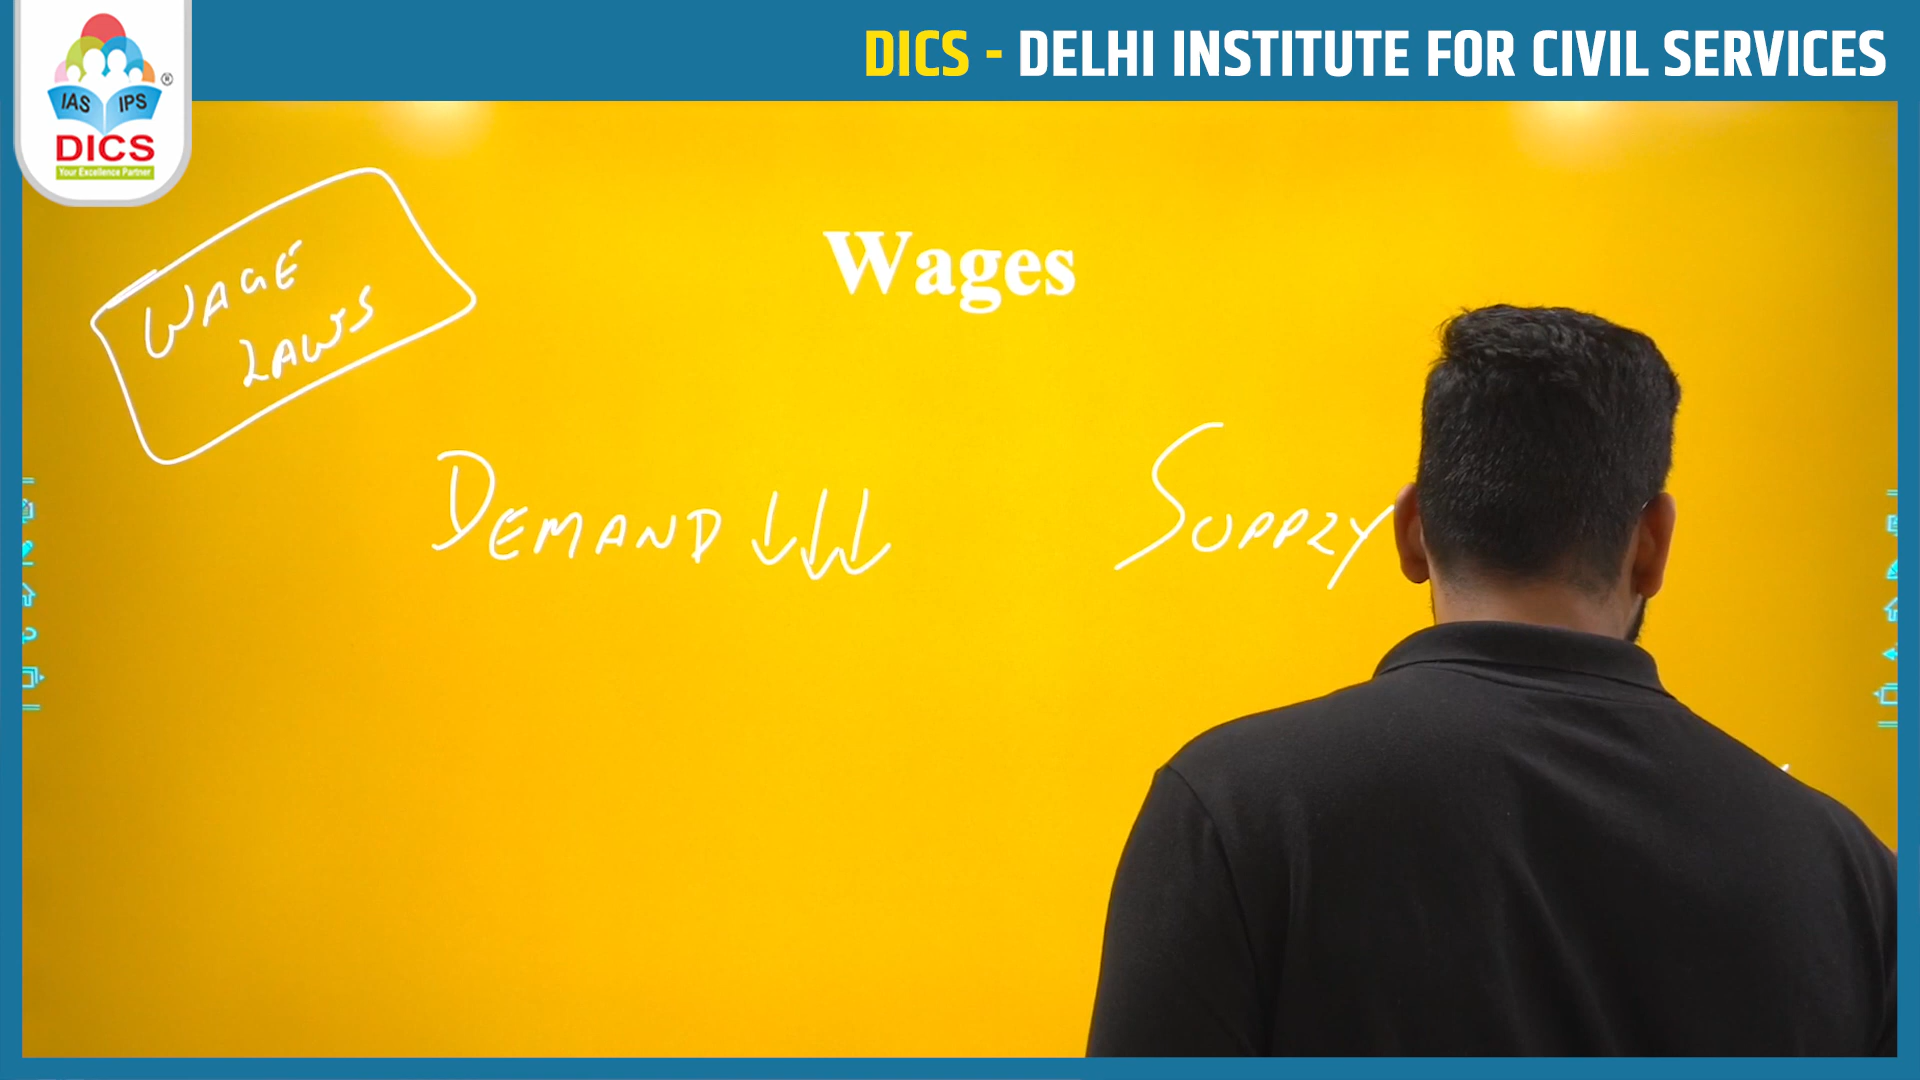 DICS - DELHI INSTITUTE FOR CIVIL SERVICES
IAS IPS
®
DICS
Your Excellence Partner
Wages
WAGE
LAWS
DEMAND ↓↓↓
SUPPLY